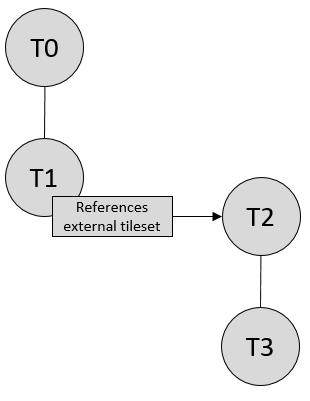 T0
T1
References
external tileset
T2
T3